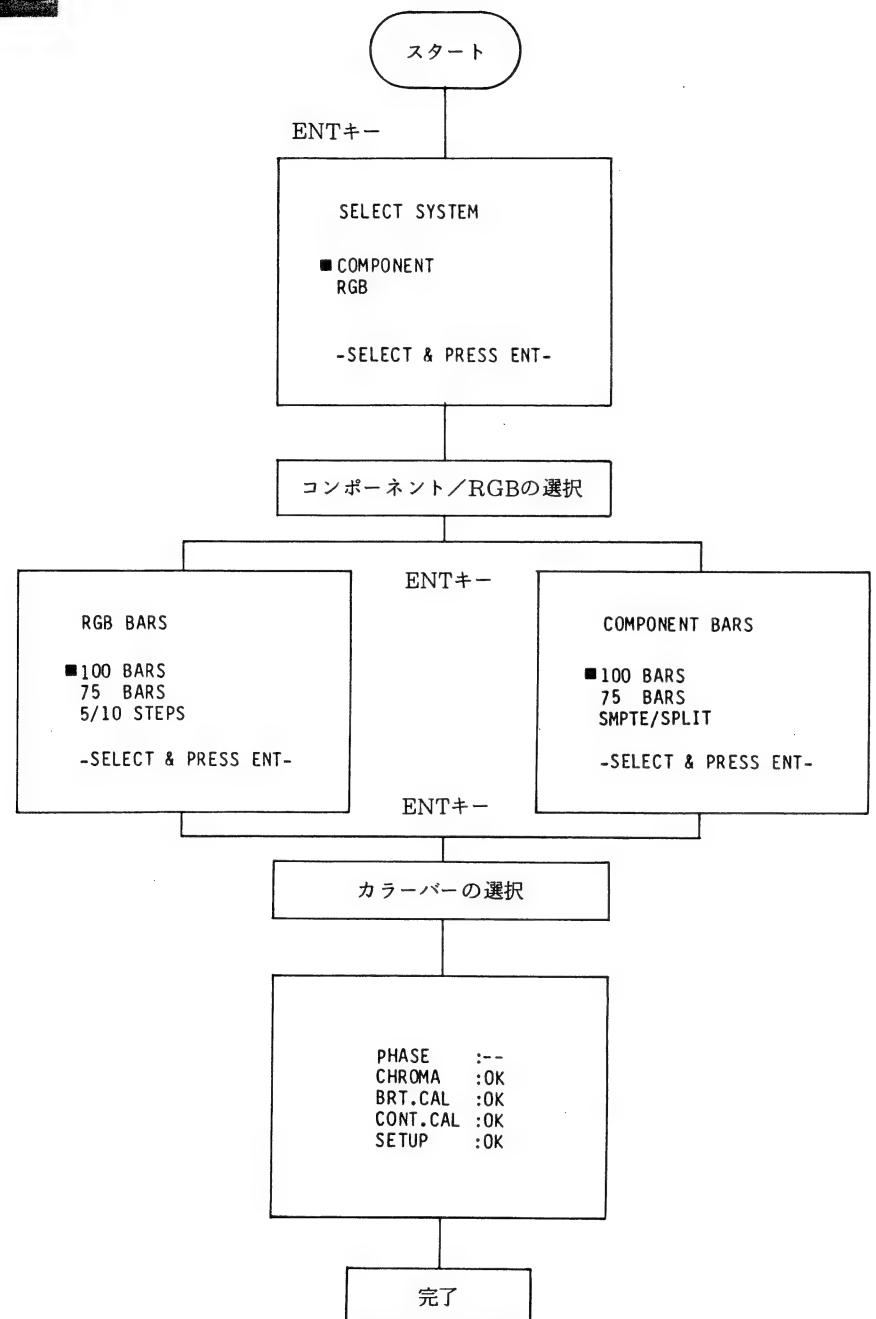 スタート
ENTキー
SELECT SYSTEM
■COMPONENT
RGB
-SELECT & PRESS ENT-
コンポーネント／RGBの選択
ENTキー
RGB BARS
■100 BARS
75 BARS
5/10 STEPS
-SELECT & PRESS ENT-
COMPONENT BARS
■100 BARS
75 BARS
SMPTE/SPLIT
-SELECT & PRESS ENT-
ENTキー
カラーバーの選択
PHASE :--
CHROMA :OK
BRT.CAL :OK
CONT.CAL :OK
SETUP :OK
完了